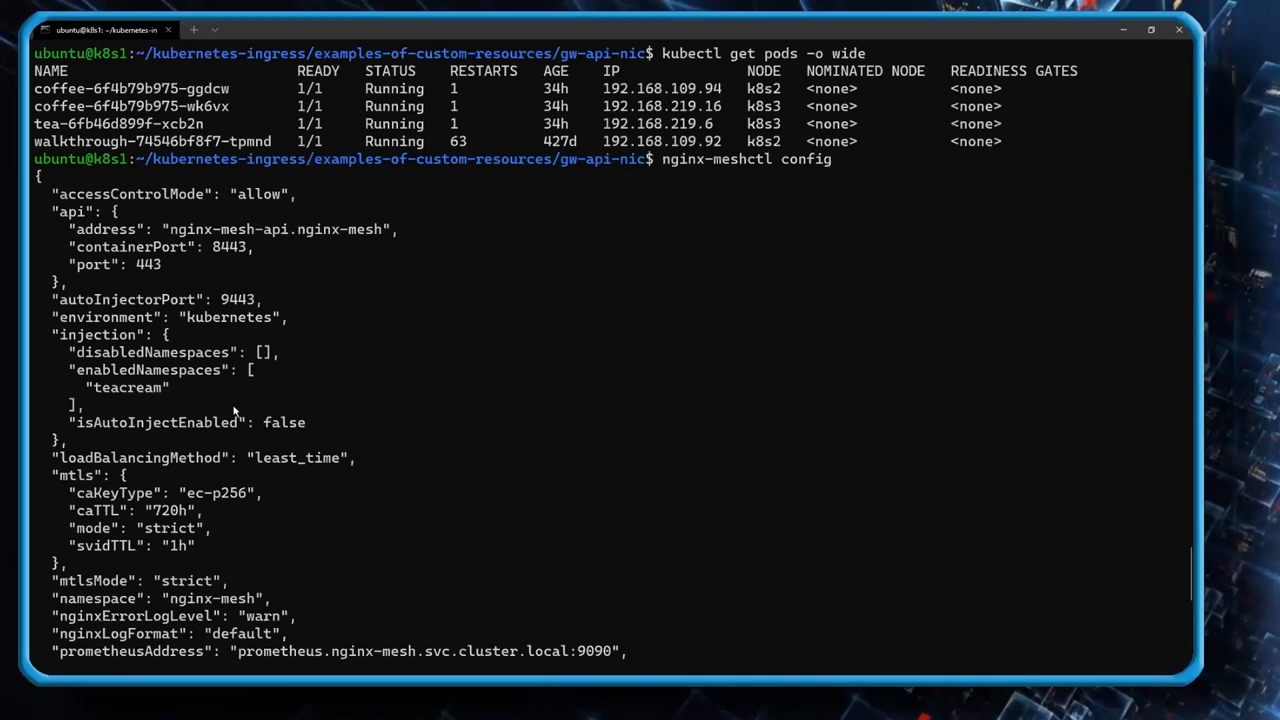 ubuntu@k8s1: ~/kubernetes-in
ubuntu@k8s1:~/kubernetes-ingress/examples-of-custom-resources/gw-api-nic$ kubectl get pods -o wide
NAME READY STATUS RESTARTS AGE IP NODE NOMINATED NODE READINESS GATES
coffee-6f4b79b975-ggdcw 1/1 Running 1 34h 192.168.109.94 k8s2 <none> <none>
coffee-6f4b79b975-wk6vx 1/1 Running 1 34h 192.168.219.16 k8s3 <none> <none>
tea-6fb46d899f-xcb2n 1/1 Running 1 34h 192.168.219.6 k8s3 <none> <none>
walkthrough-74546bf8f7-tpmnd 1/1 Running 63 427d 192.168.109.92 k8s2 <none> <none>
ubuntu@k8s1:~/kubernetes-ingress/examples-of-custom-resources/gw-api-nic$ nginx-meshctl config
{
"accessControlMode": "allow",
"api": {
"address": "nginx-mesh-api.nginx-mesh",
"containerPort": 8443,
"port": 443
},
"autoInjectorPort": 9443,
"environment": "kubernetes",
"injection": {
"disabledNamespaces": [],
"enabledNamespaces": [
"teacream"
],
"isAutoInjectEnabled": false
},
"loadBalancingMethod": "least_time",
"mtls": {
"caKeyType": "ec-p256",
"caTTL": "720h",
"mode": "strict",
"svidTTL": "1h"
},
"mtlsMode": "strict",
"namespace": "nginx-mesh",
"nginxErrorLogLevel": "warn",
"nginxLogFormat": "default",
"prometheusAddress": "prometheus.nginx-mesh.svc.cluster.local:9090",